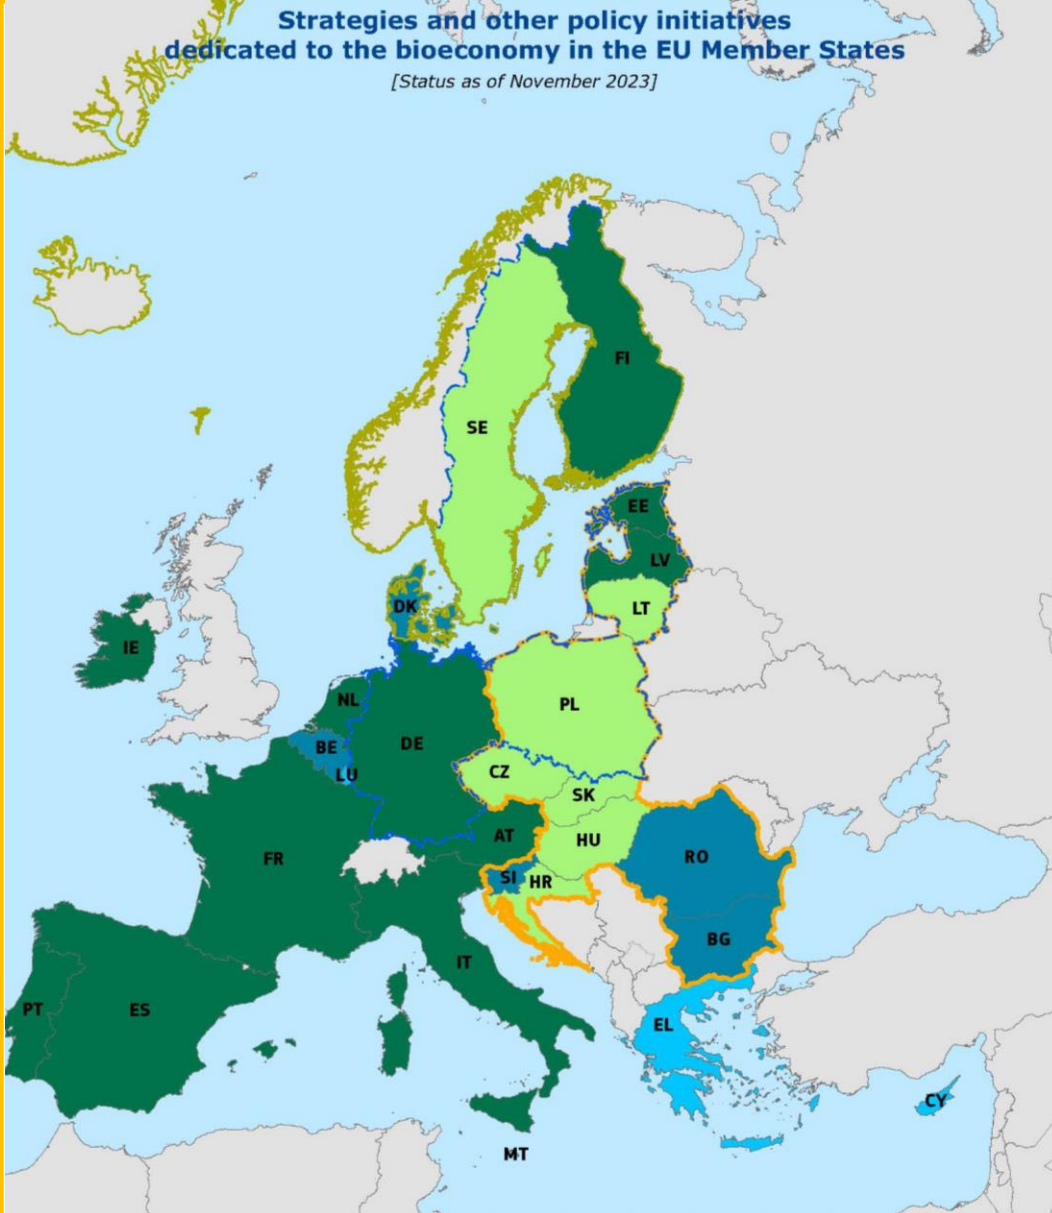 Strategies and other policy initiatives
dedicated to the bioeconomy in the EU Member States
[Status as of November 2023]
FI
SE
EE
LV
LT
DK
IE
NL
PL
DE
BE
LU
CZ
SK
AT
HU
FR
RO
SI
HR
BG
IT
PT
ES
EL
CY
MT